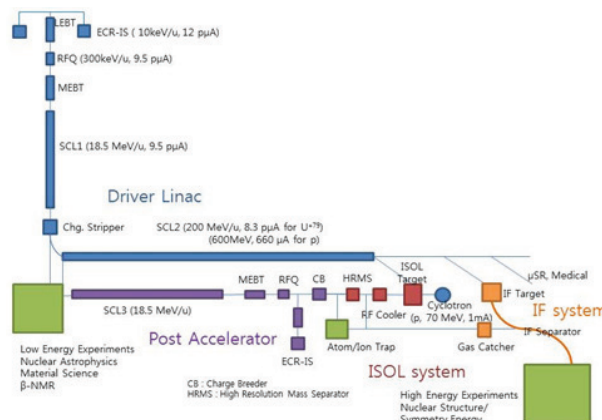 LEBT
ECR-IS ( 10keV/u, 12 pμA)
RFQ (300keV/u, 9.5 pμA)
MEBT
SCL1 (18.5 MeV/u, 9.5 pμA)
Driver Linac
Chg. Stripper
SCL2 (200 MeV/u, 8.3 pμA for U⁺⁷⁹)
(600MeV, 660 μA for p)
μSR, Medical
MEBT
RFQ
CB
HRMS
ISOL
Target
IF Target
IF system
SCL3 (18.5 MeV/u)
RF Cooler
Cyclotron
(p, 70 MeV, 1mA)
Post Accelerator
IF Separator
Atom/Ion Trap
Gas Catcher
ECR-IS
ISOL system
Low Energy Experiments
Nuclear Astrophysics
Material Science
β-NMR
CB : Charge Breeder
HRMS : High Resolution Mass Separator
High Energy Experiments
Nuclear Structure/
Symmetry Energy